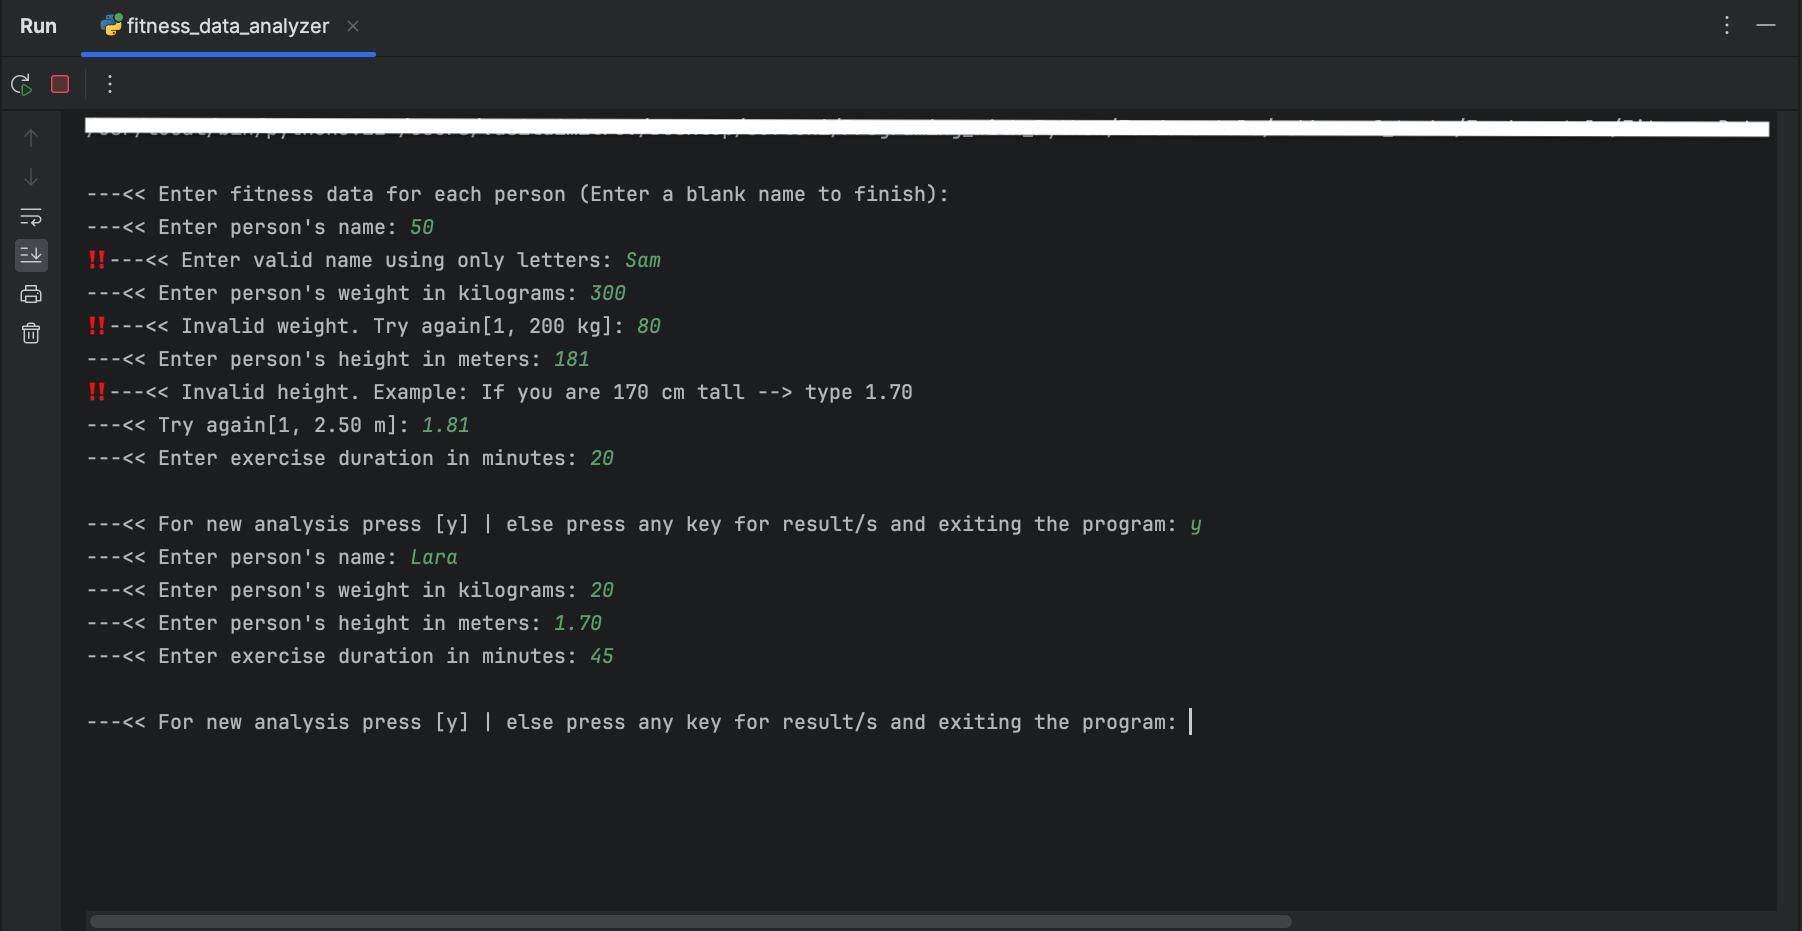 Run
fitness_data_analyzer
---<< Enter fitness data for each person (Enter a blank name to finish):
---<< Enter person's name: 50
‼---<< Enter valid name using only letters: Sam
---<< Enter person's weight in kilograms: 300
‼---<< Invalid weight. Try again[1, 200 kg]: 80
---<< Enter person's height in meters: 181
‼---<< Invalid height. Example: If you are 170 cm tall --> type 1.70
---<< Try again[1, 2.50 m]: 1.81
---<< Enter exercise duration in minutes: 20
---<< For new analysis press [y] | else press any key for result/s and exiting the program: y
---<< Enter person's name: Lara
---<< Enter person's weight in kilograms: 20
---<< Enter person's height in meters: 1.70
---<< Enter exercise duration in minutes: 45
---<< For new analysis press [y] | else press any key for result/s and exiting the program: